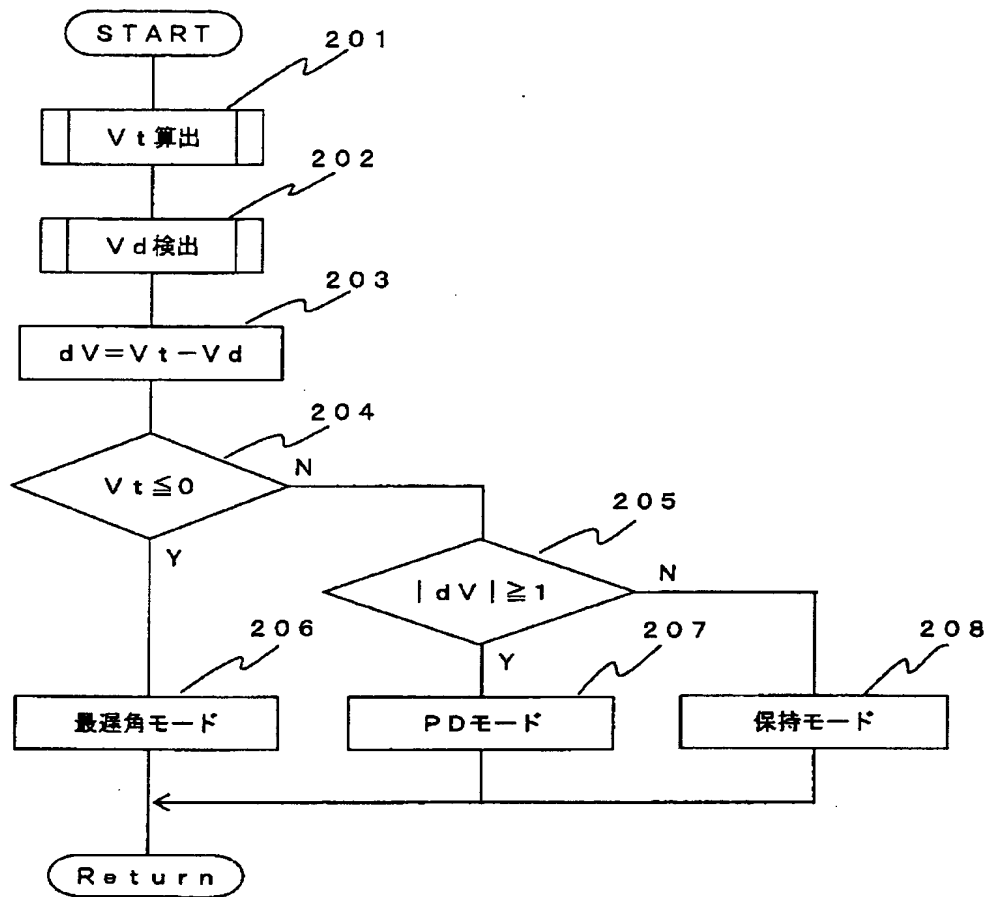 START
201
Vt算出
202
Vd検出
203
dV=Vt-Vd
204
Vt≦0
N
205
Y
|dV|≧1
N
206
207
208
Y
最遅角モード
PDモード
保持モード
Return